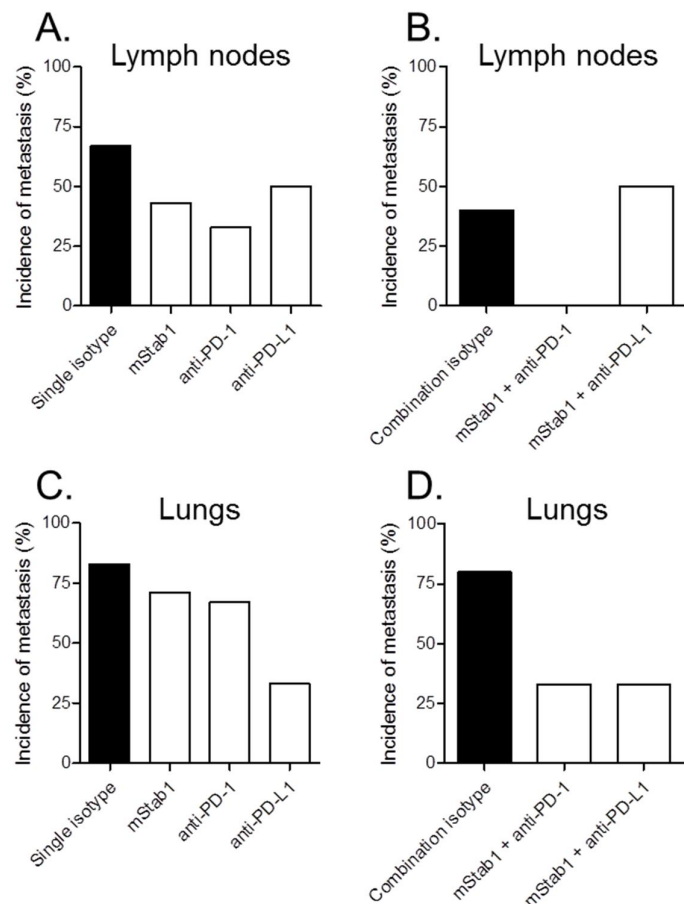 A.
Lymph nodes
Incidence of metastasis (%)
100
75
50
25
0
Single isotype
mStab1
anti-PD-1
anti-PD-L1
B.
Lymph nodes
Incidence of metastasis (%)
100
75
50
25
0
Combination isotype
mStab1 + anti-PD-1
mStab1 + anti-PD-L1
C.
Lungs
Incidence of metastasis (%)
100
75
50
25
0
Single isotype
mStab1
anti-PD-1
anti-PD-L1
D.
Lungs
Incidence of metastasis (%)
100
75
50
25
0
Combination isotype
mStab1 + anti-PD-1
mStab1 + anti-PD-L1